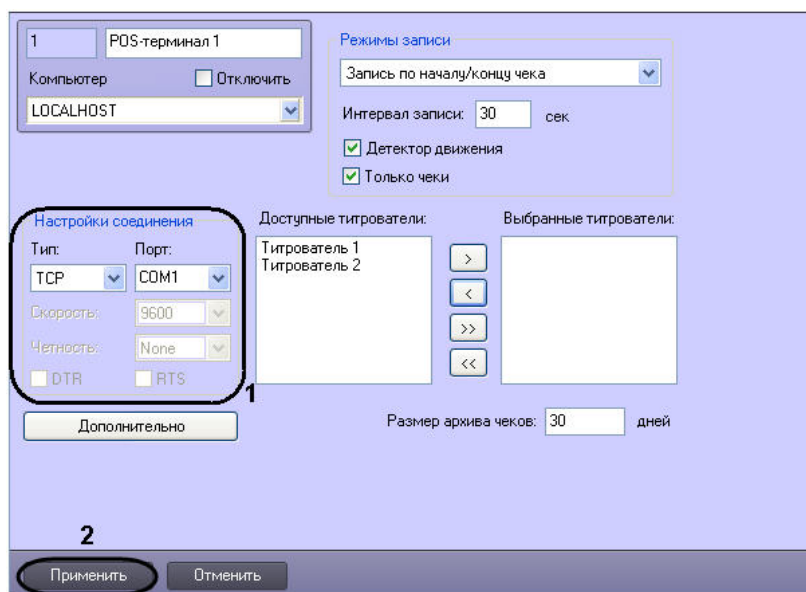 1 POS-терминал 1
Компьютер Отключить
LOCALHOST
Режимы записи
Запись по началу/концу чека
Интервал записи: 30 сек
Детектор движения
Только чеки
Настройки соединения
Тип: Порт:
TCP COM1
Скорость: 9600
Четность: None
DTR RTS
1
Дополнительно
Доступные титрователи:
Титрователь 1
Титрователь 2
>
<
>>
<<
Выбранные титрователи:
Размер архива чеков: 30 дней
2
Применить Отменить